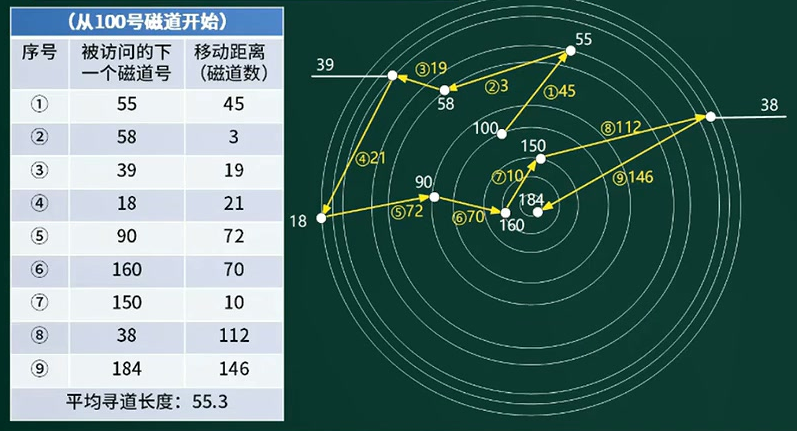 （从100号磁道开始）
序号 被访问的下一个磁道号 移动距离（磁道数）
① 55 45
② 58 3
③ 39 19
④ 18 21
⑤ 90 72
⑥ 160 70
⑦ 150 10
⑧ 38 112
⑨ 184 146
平均寻道长度：55.3
55
39
③19
②3
58
①45
38
100
⑧112
150
④21
⑦10
⑨146
90
184
18
⑤72
⑥70
160